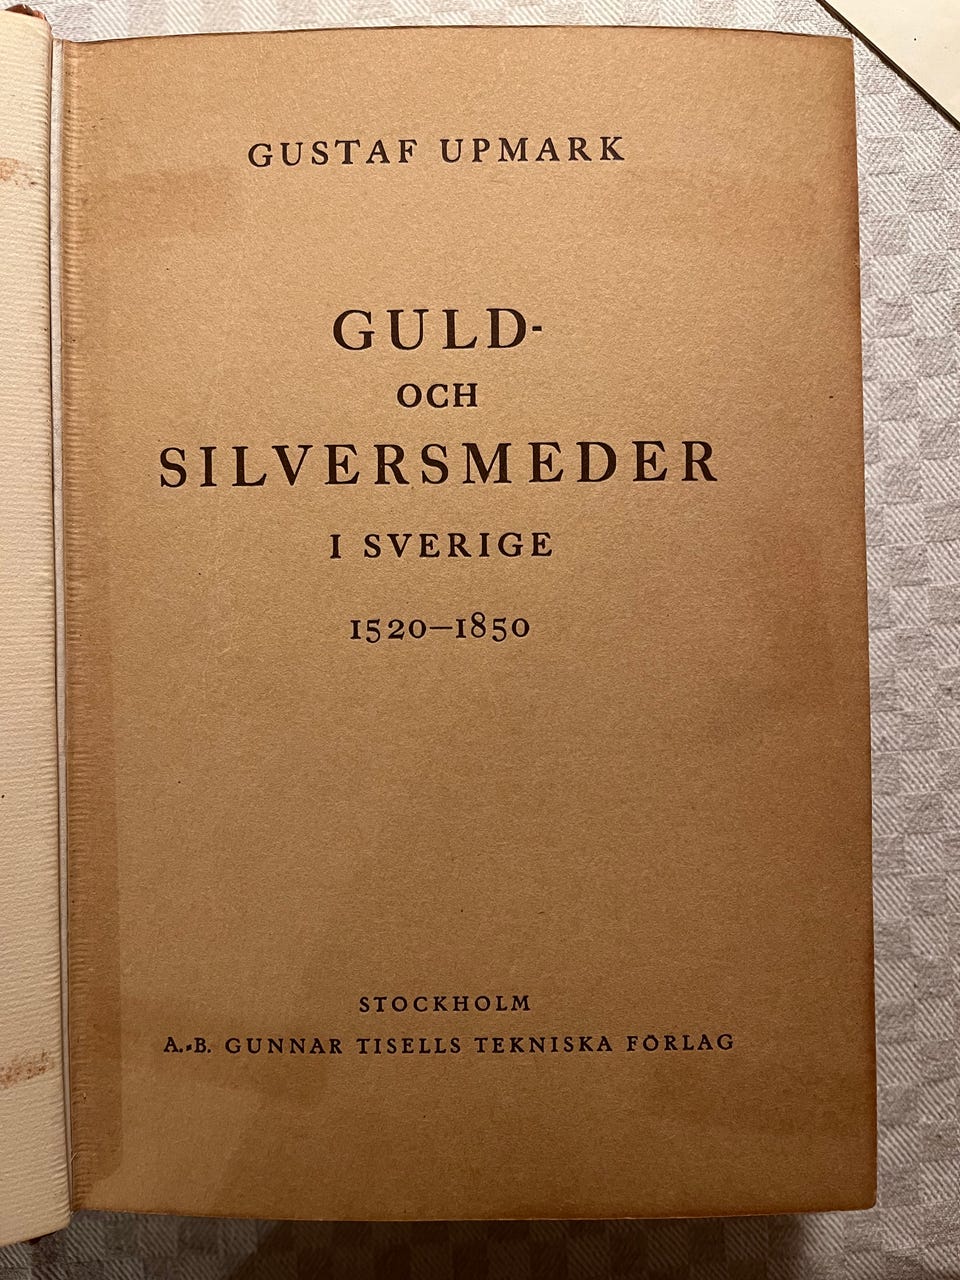 GUSTAF UPMARK
GULD-
OCH
SILVERSMEDER
I SVERIGE
1520—1850
STOCKHOLM
A.-B. GUNNAR TISELLS TEKNISKA FÖRLAG